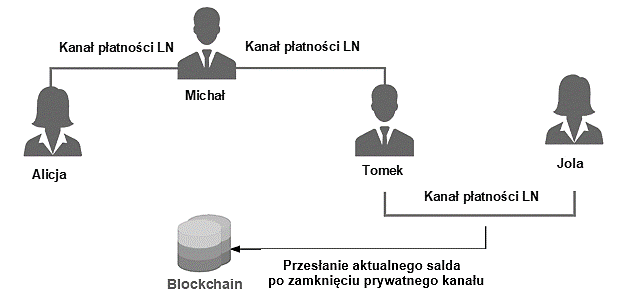 Kanał płatności LN
Kanał płatności LN
Michał
Alicja
Tomek
Jola
Kanał płatności LN
Przesłanie aktualnego salda
po zamknięciu prywatnego kanału
Blockchain